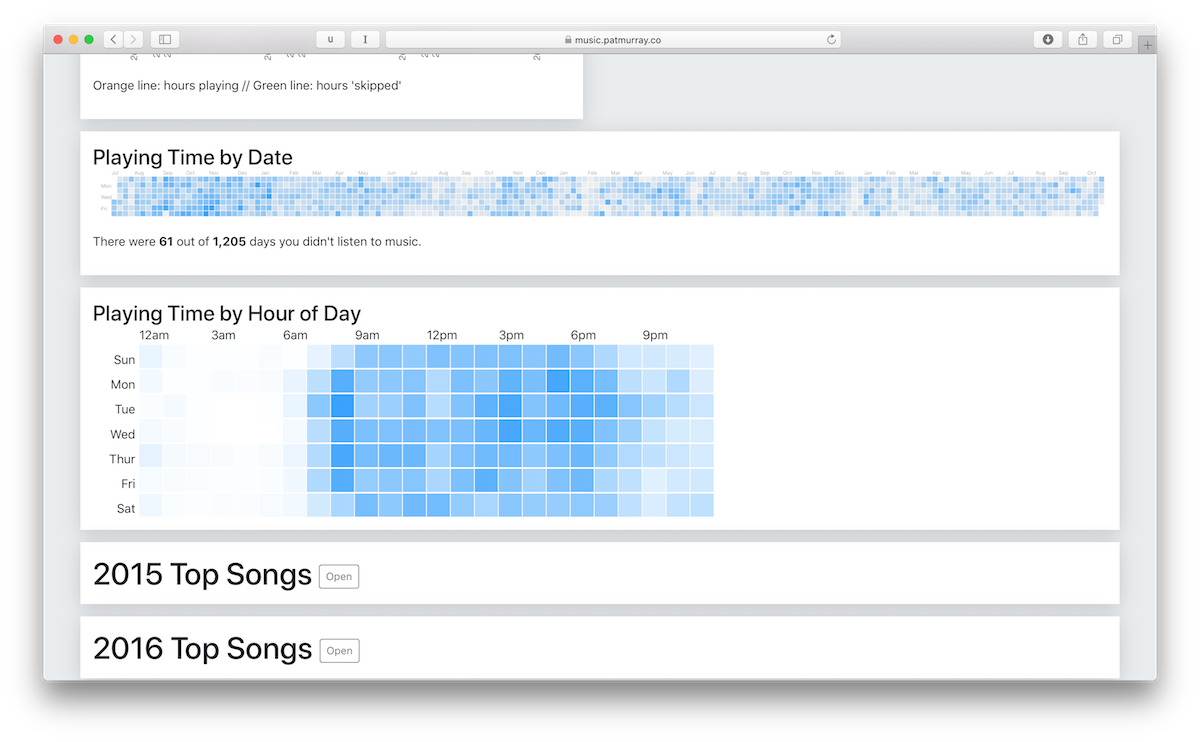 U
I
music.patmurray.co
Orange line: hours playing // Green line: hours 'skipped'
Playing Time by Date
Jul Aug Sep Oct Nov Dec Jan Feb Mar Apr May Jun Jul Aug Sep Oct Nov Dec Jan Feb Mar Apr May Jun Jul Aug Sep Oct Nov Dec Jan Feb Mar Apr May Jun Jul Aug Sep Oct
Mon
Wed
Fri
There were 61 out of 1,205 days you didn't listen to music.
Playing Time by Hour of Day
12am 3am 6am 9am 12pm 3pm 6pm 9pm
Sun
Mon
Tue
Wed
Thur
Fri
Sat
2015 Top Songs Open
2016 Top Songs Open